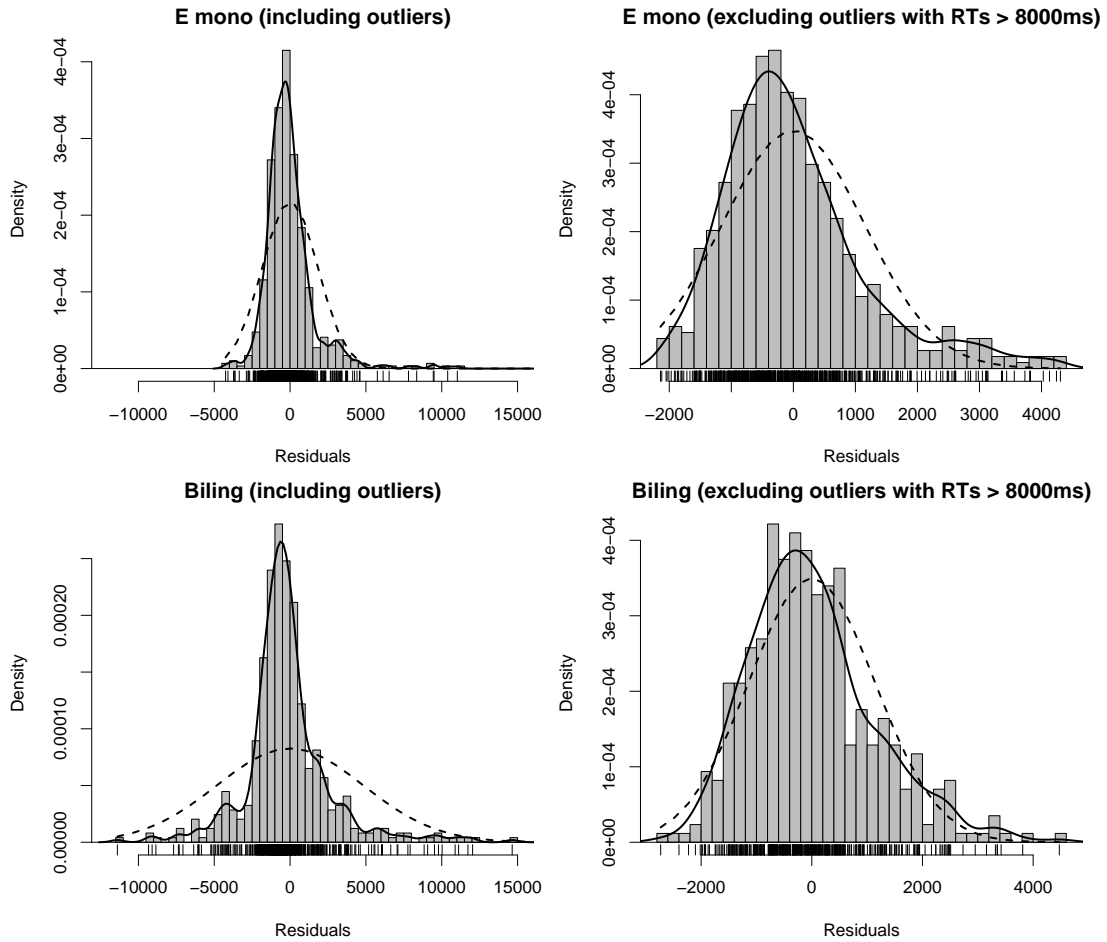 E mono (including outliers)
Density
0e+00 1e−04 2e−04 3e−04 4e−04
−10000 −5000 0 5000 10000 15000
Residuals
E mono (excluding outliers with RTs > 8000ms)
Density
0e+00 1e−04 2e−04 3e−04 4e−04
−2000 −1000 0 1000 2000 3000 4000
Residuals
Biling (including outliers)
Density
0.00000 0.00010 0.00020
−10000 −5000 0 5000 10000 15000
Residuals
Biling (excluding outliers with RTs > 8000ms)
Density
0e+00 1e−04 2e−04 3e−04 4e−04
−2000 0 2000 4000
Residuals